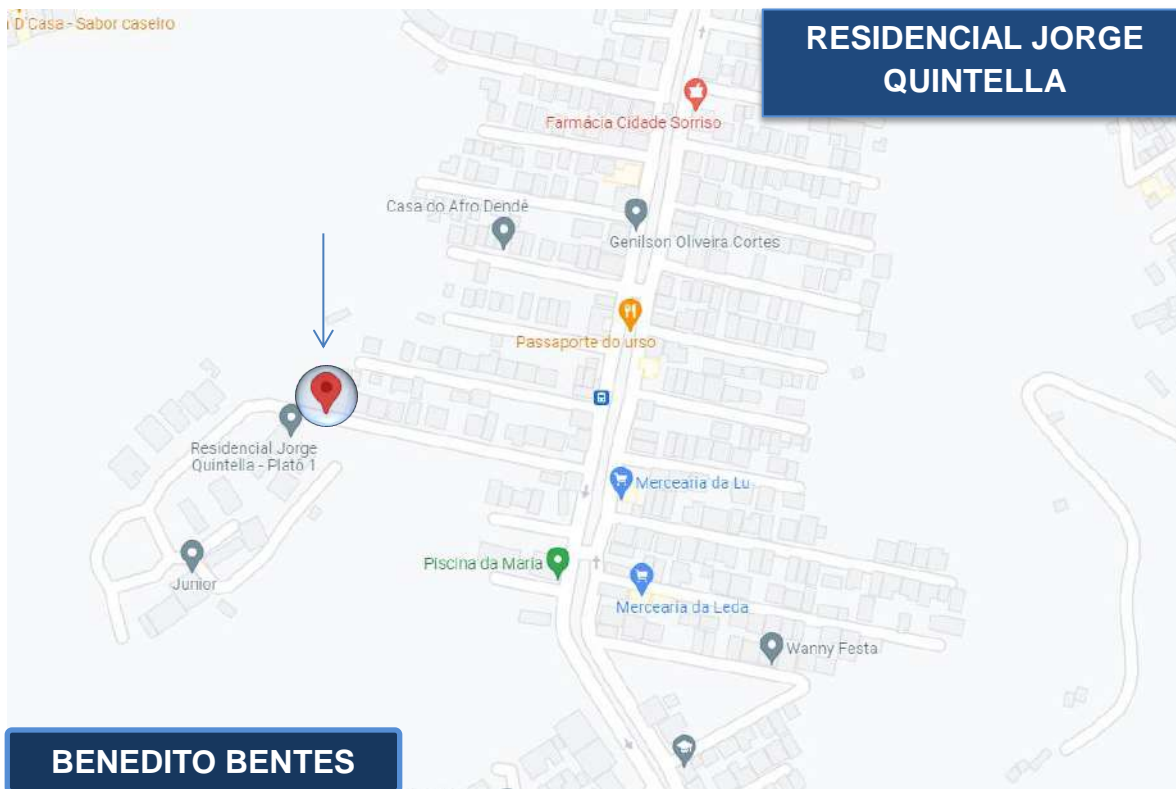 D'Casa - Sabor caseiro
RESIDENCIAL JORGE
QUINTELLA
Farmácia Cidade Sorriso
Casa do Afro Dendê
Genilson Oliveira Cortes
Passaporte do urso
Residencial Jorge
Quintella - Platô 1
Mercearia da Lu
Piscina da Maria
Junior
Mercearia da Leda
Wanny Festa
BENEDITO BENTES